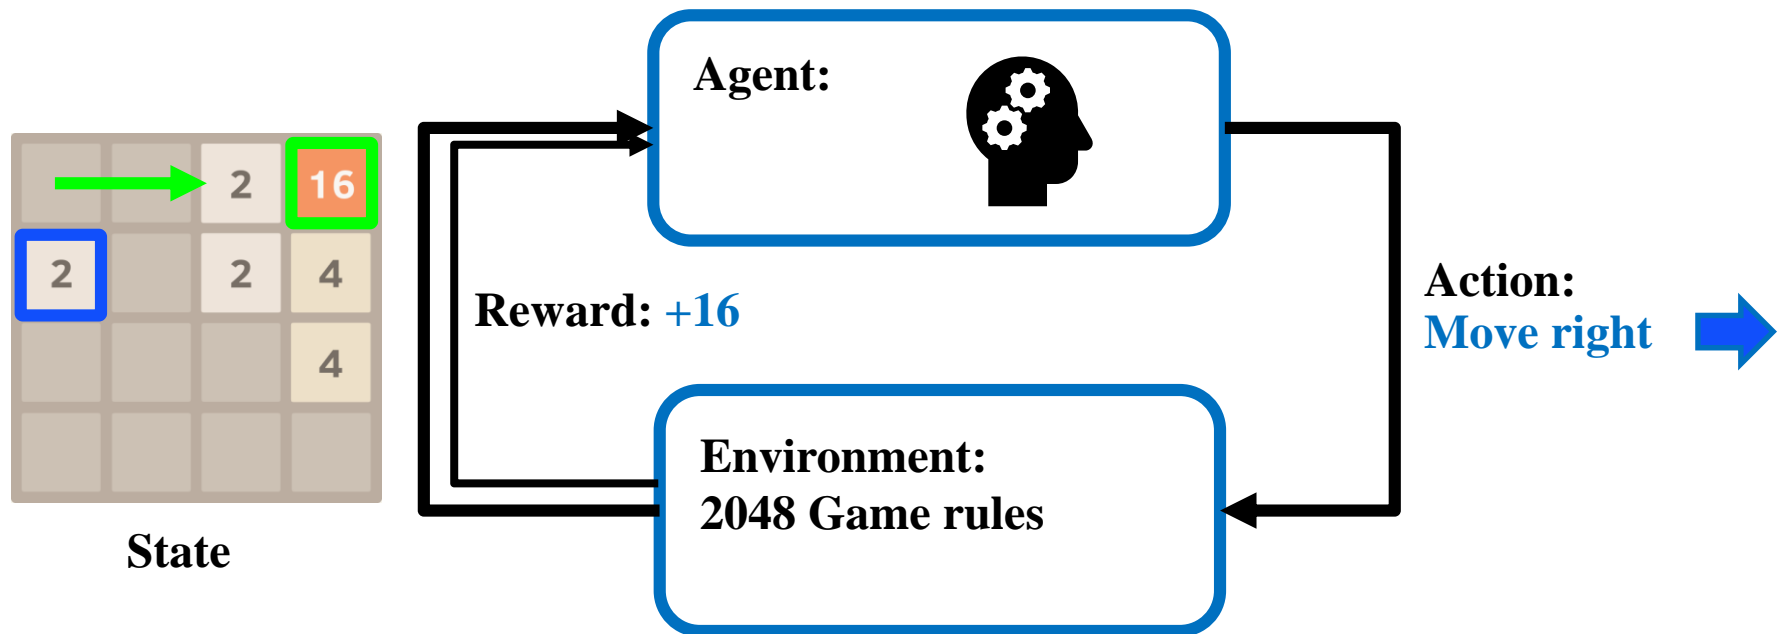 2 16
2 2 4
4
State
Agent:
Reward: +16
Environment:
2048 Game rules
Action:
Move right